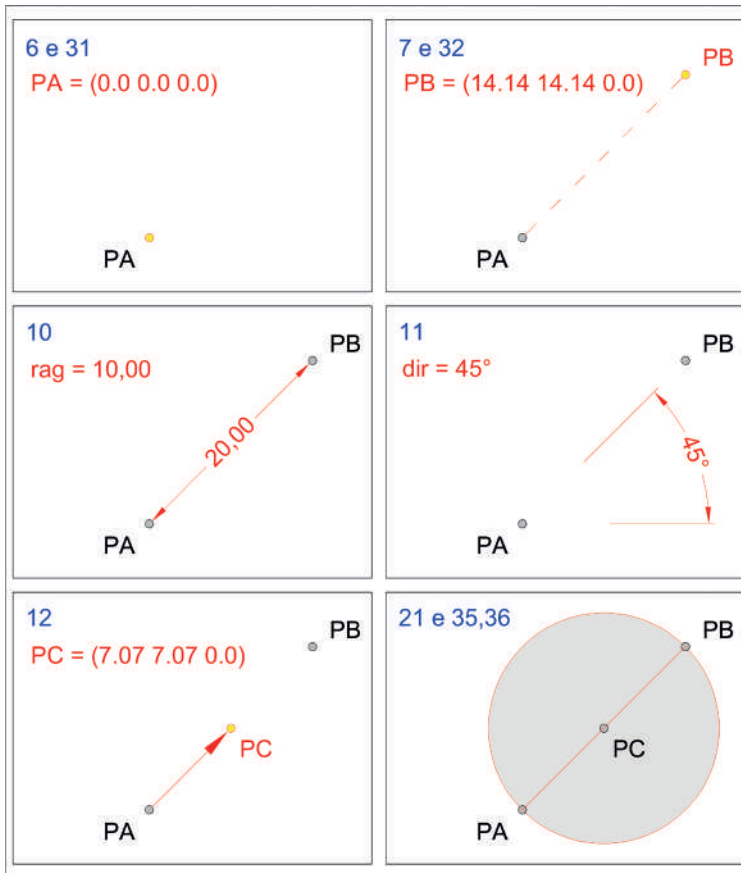 6 e 31
PA = (0.0 0.0 0.0)
PA
7 e 32
PB
PB = (14.14 14.14 0.0)
PA
10
PB
rag = 10,00
20,00
PA
11
PB
dir = 45°
45°
PA
12
PB
PC = (7.07 7.07 0.0)
PC
PA
21 e 35,36
PB
PC
PA